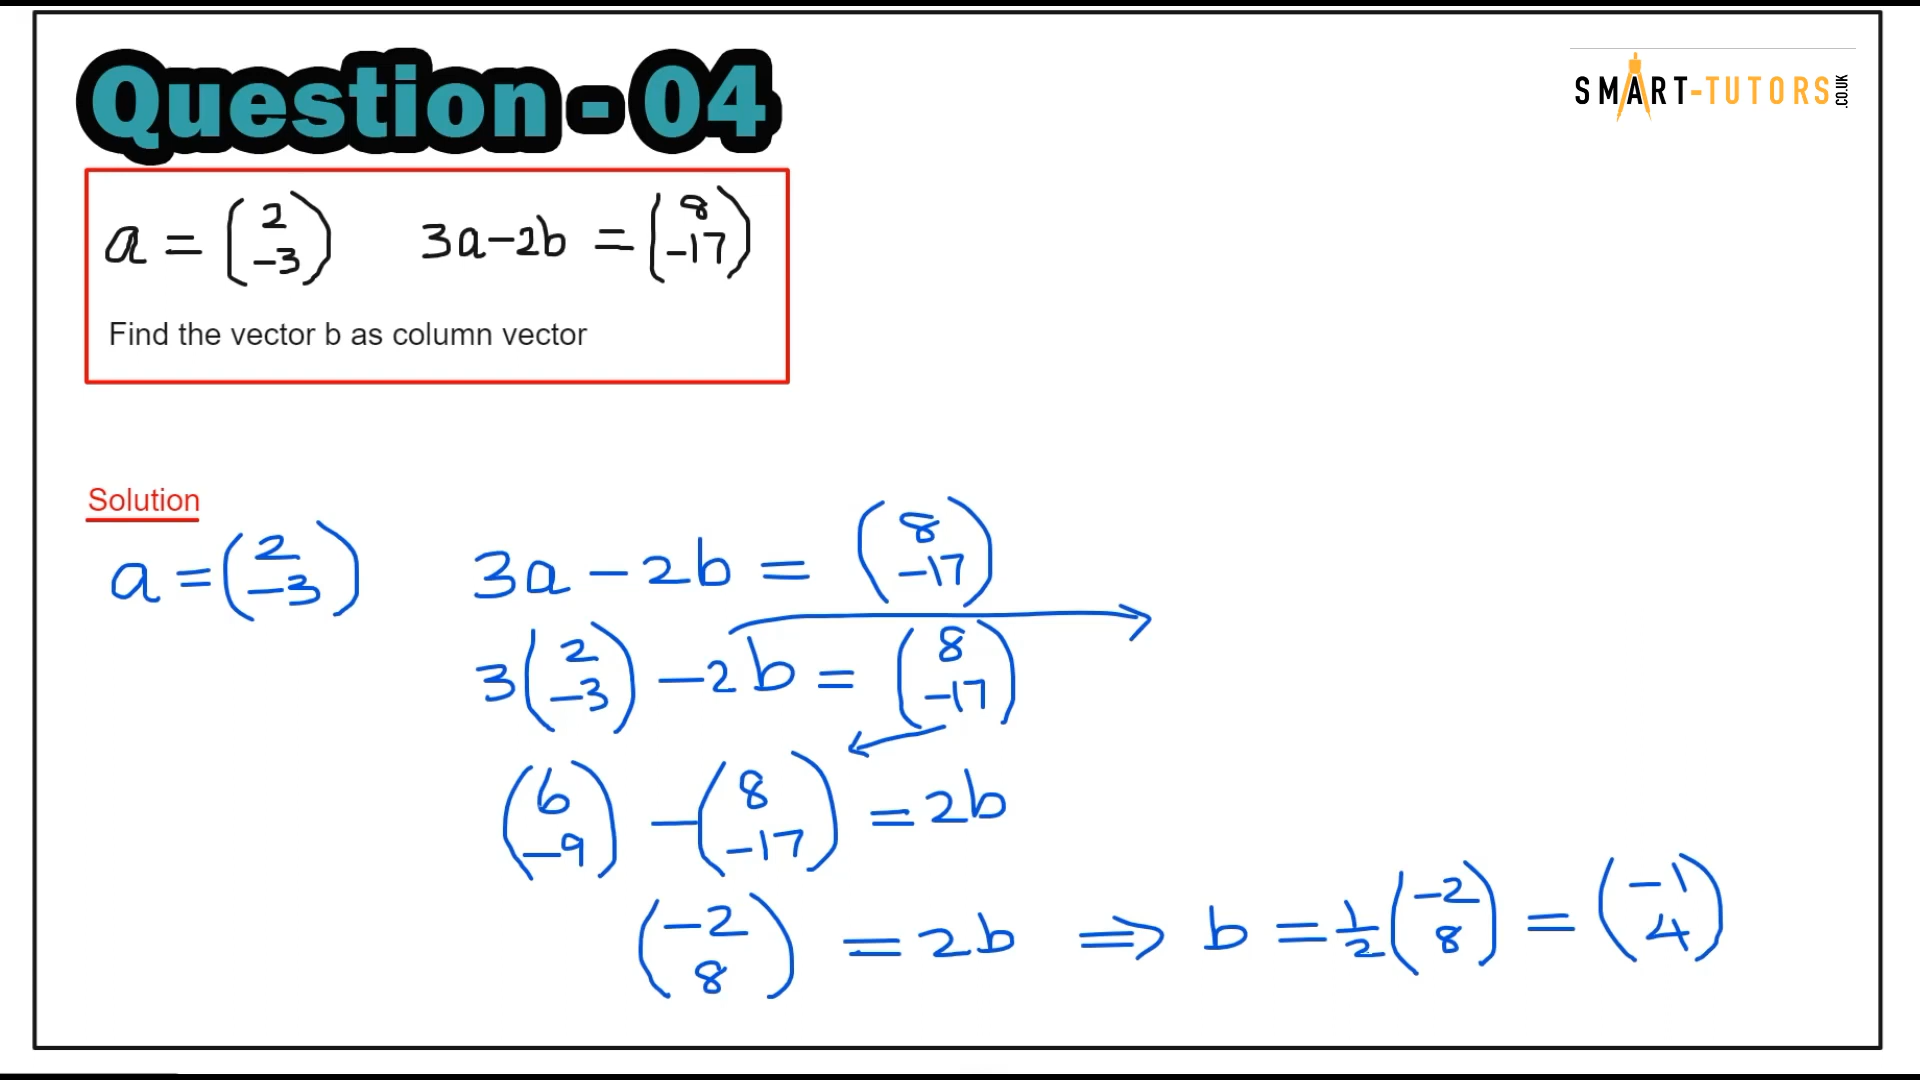 Question - 04
SMART-TUTORS.CO.UK
a = (2 -3) 3a-2b = (8 -17)
Find the vector b as column vector
Solution
a = (2 -3) 3a - 2b = (8 -17)
3(2 -3) - 2b = (8 -17)
(6 -9) - (8 -17) = 2b
(-2 8) = 2b ⇒ b = 1/2 (-2 8) = (-1 4)